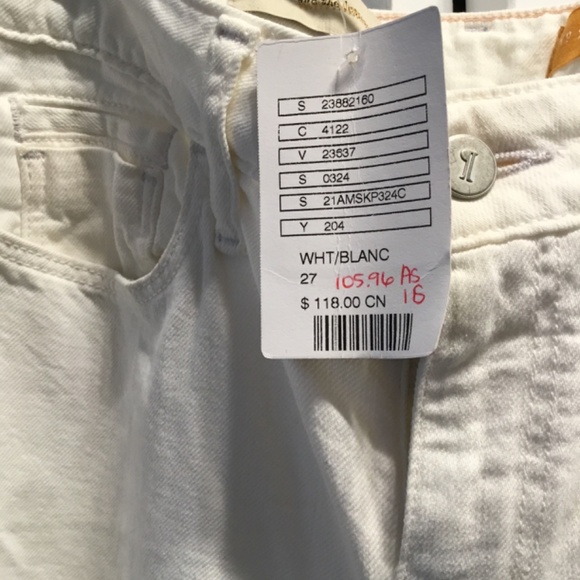 S 23882160
C 4122
V 23637
S 0324
S 21AMSKP324C
Y 204
WHT/BLANC
27 105.96 AS
$ 118.00 CN 16